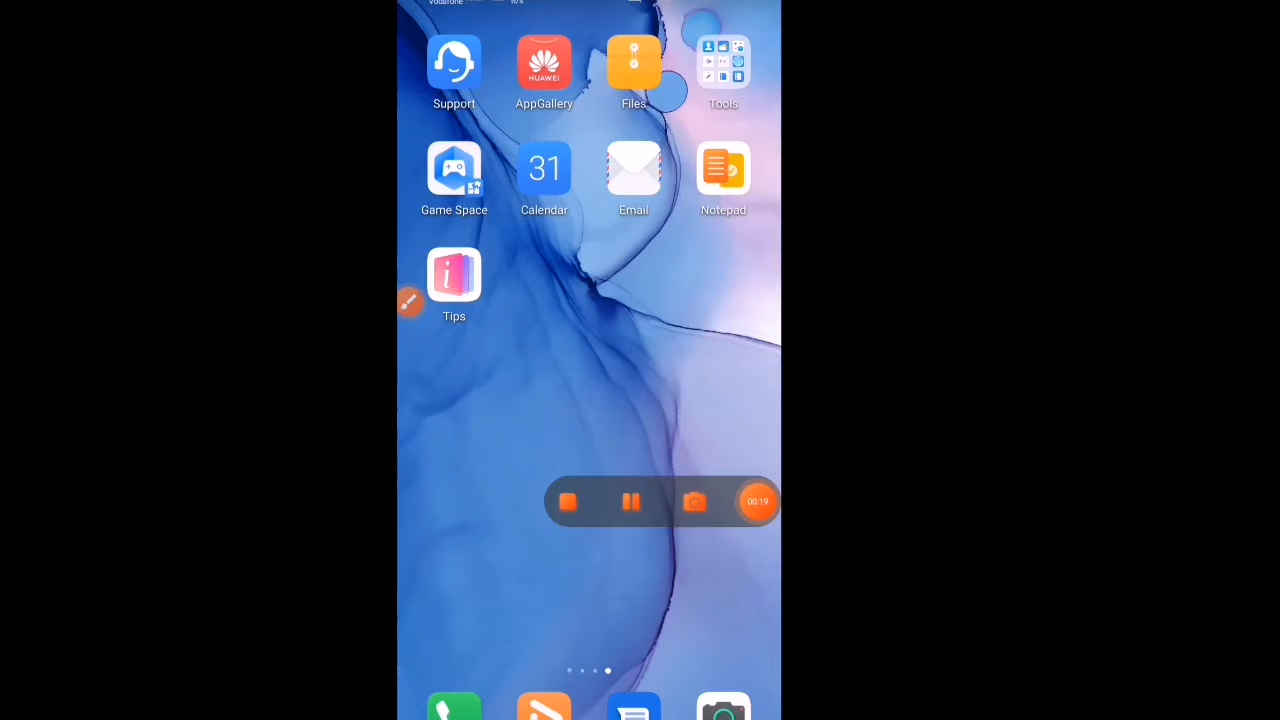 Vodafone B/S
HUAWEI
Support AppGallery Files Tools
31
Game Space Calendar Email Notepad
i
Tips
00:19